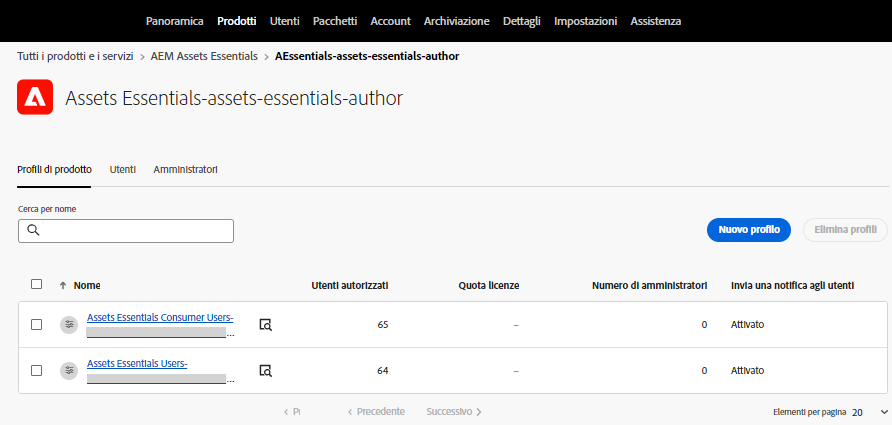 Panoramica Prodotti Utenti Pacchetti Account Archiviazione Dettagli Impostazioni Assistenza
Tutti i prodotti e i servizi > AEM Assets Essentials > AEssentials-assets-essentials-author
Assets Essentials-assets-essentials-author
Profili di prodotto Utenti Amministratori
Cerca per nome
Nuovo profilo Elimina profili
Nome Utenti autorizzati Quota licenze Numero di amministratori Invia una notifica agli utenti
Assets Essentials Consumer Users- 65 – 0 Attivato
...
Assets Essentials Users- 64 – 0 Attivato
...
< Precedente Successivo > Elementi per pagina 20